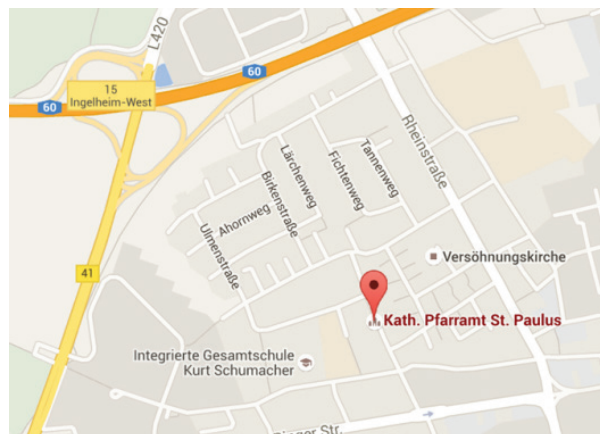 L420
15
Ingelheim-West
60
60
Rheinstraße
Lärchenweg
Tannenweg
Fichtenweg
Birkenstraße
Ahornweg
Ulmenstraße
Versöhnungskirche
41
Kath. Pfarramt St. Paulus
Integrierte Gesamtschule
Kurt Schumacher
Str.